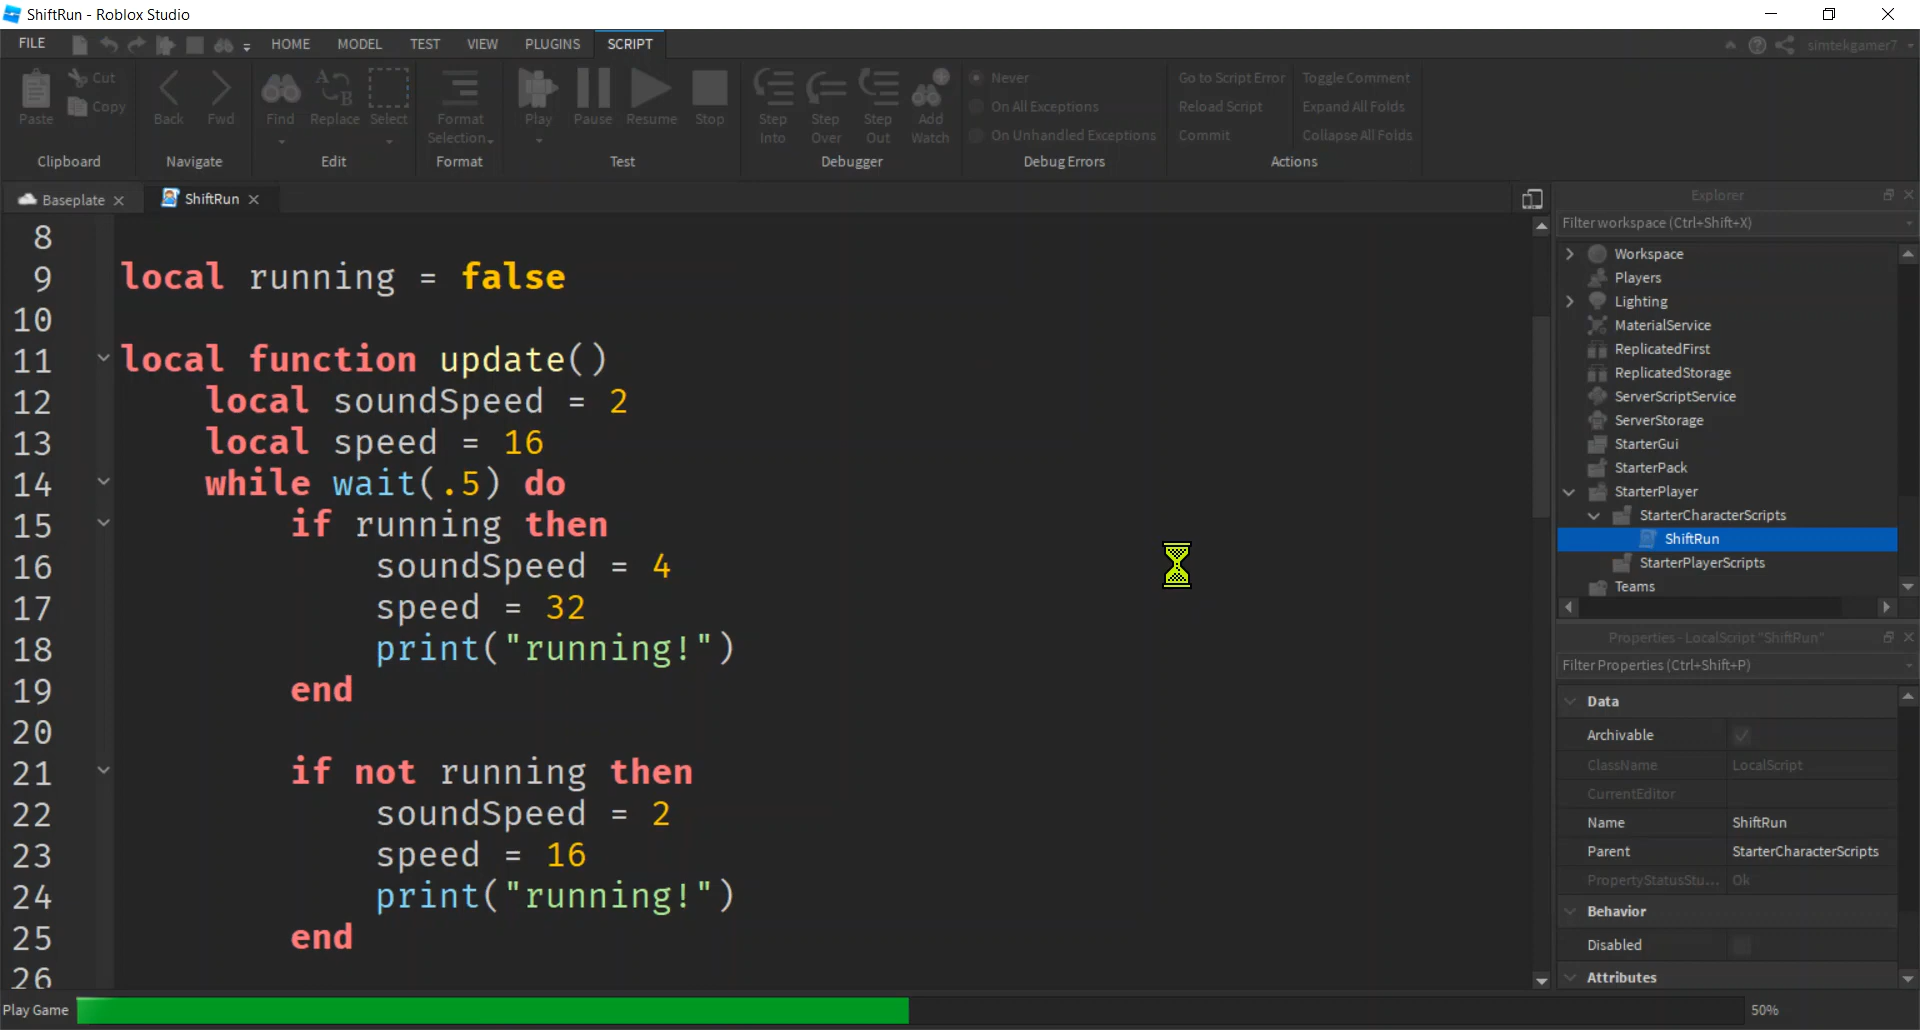 ShiftRun - Roblox Studio
FILE HOME MODEL TEST VIEW PLUGINS SCRIPT simtekgamer7
Paste Cut Copy
Clipboard
Back Fwd
Navigate
Find Replace Select
Edit
Format Selection
Format
Play Pause Resume Stop
Test
Step Into Step Over Step Out Add Watch
Debugger
Never
On All Exceptions
On Unhandled Exceptions
Debug Errors
Go to Script Error Toggle Comment
Reload Script Expand All Folds
Commit Collapse All Folds
Actions
Baseplate ShiftRun
8
9 local running = false
10
11 local function update()
12 local soundSpeed = 2
13 local speed = 16
14 while wait(.5) do
15 if running then
16 soundSpeed = 4
17 speed = 32
18 print("running!")
19 end
20
21 if not running then
22 soundSpeed = 2
23 speed = 16
24 print("running!")
25 end
26
Explorer
Filter workspace (Ctrl+Shift+X)
Workspace
Players
Lighting
MaterialService
ReplicatedFirst
ReplicatedStorage
ServerScriptService
ServerStorage
StarterGui
StarterPack
StarterPlayer
StarterCharacterScripts
ShiftRun
StarterPlayerScripts
Teams
Properties - LocalScript "ShiftRun"
Filter Properties (Ctrl+Shift+P)
Data
Archivable
ClassName LocalScript
CurrentEditor
Name ShiftRun
Parent StarterCharacterScripts
PropertyStatusStu... Ok
Behavior
Disabled
Attributes
Play Game 50%